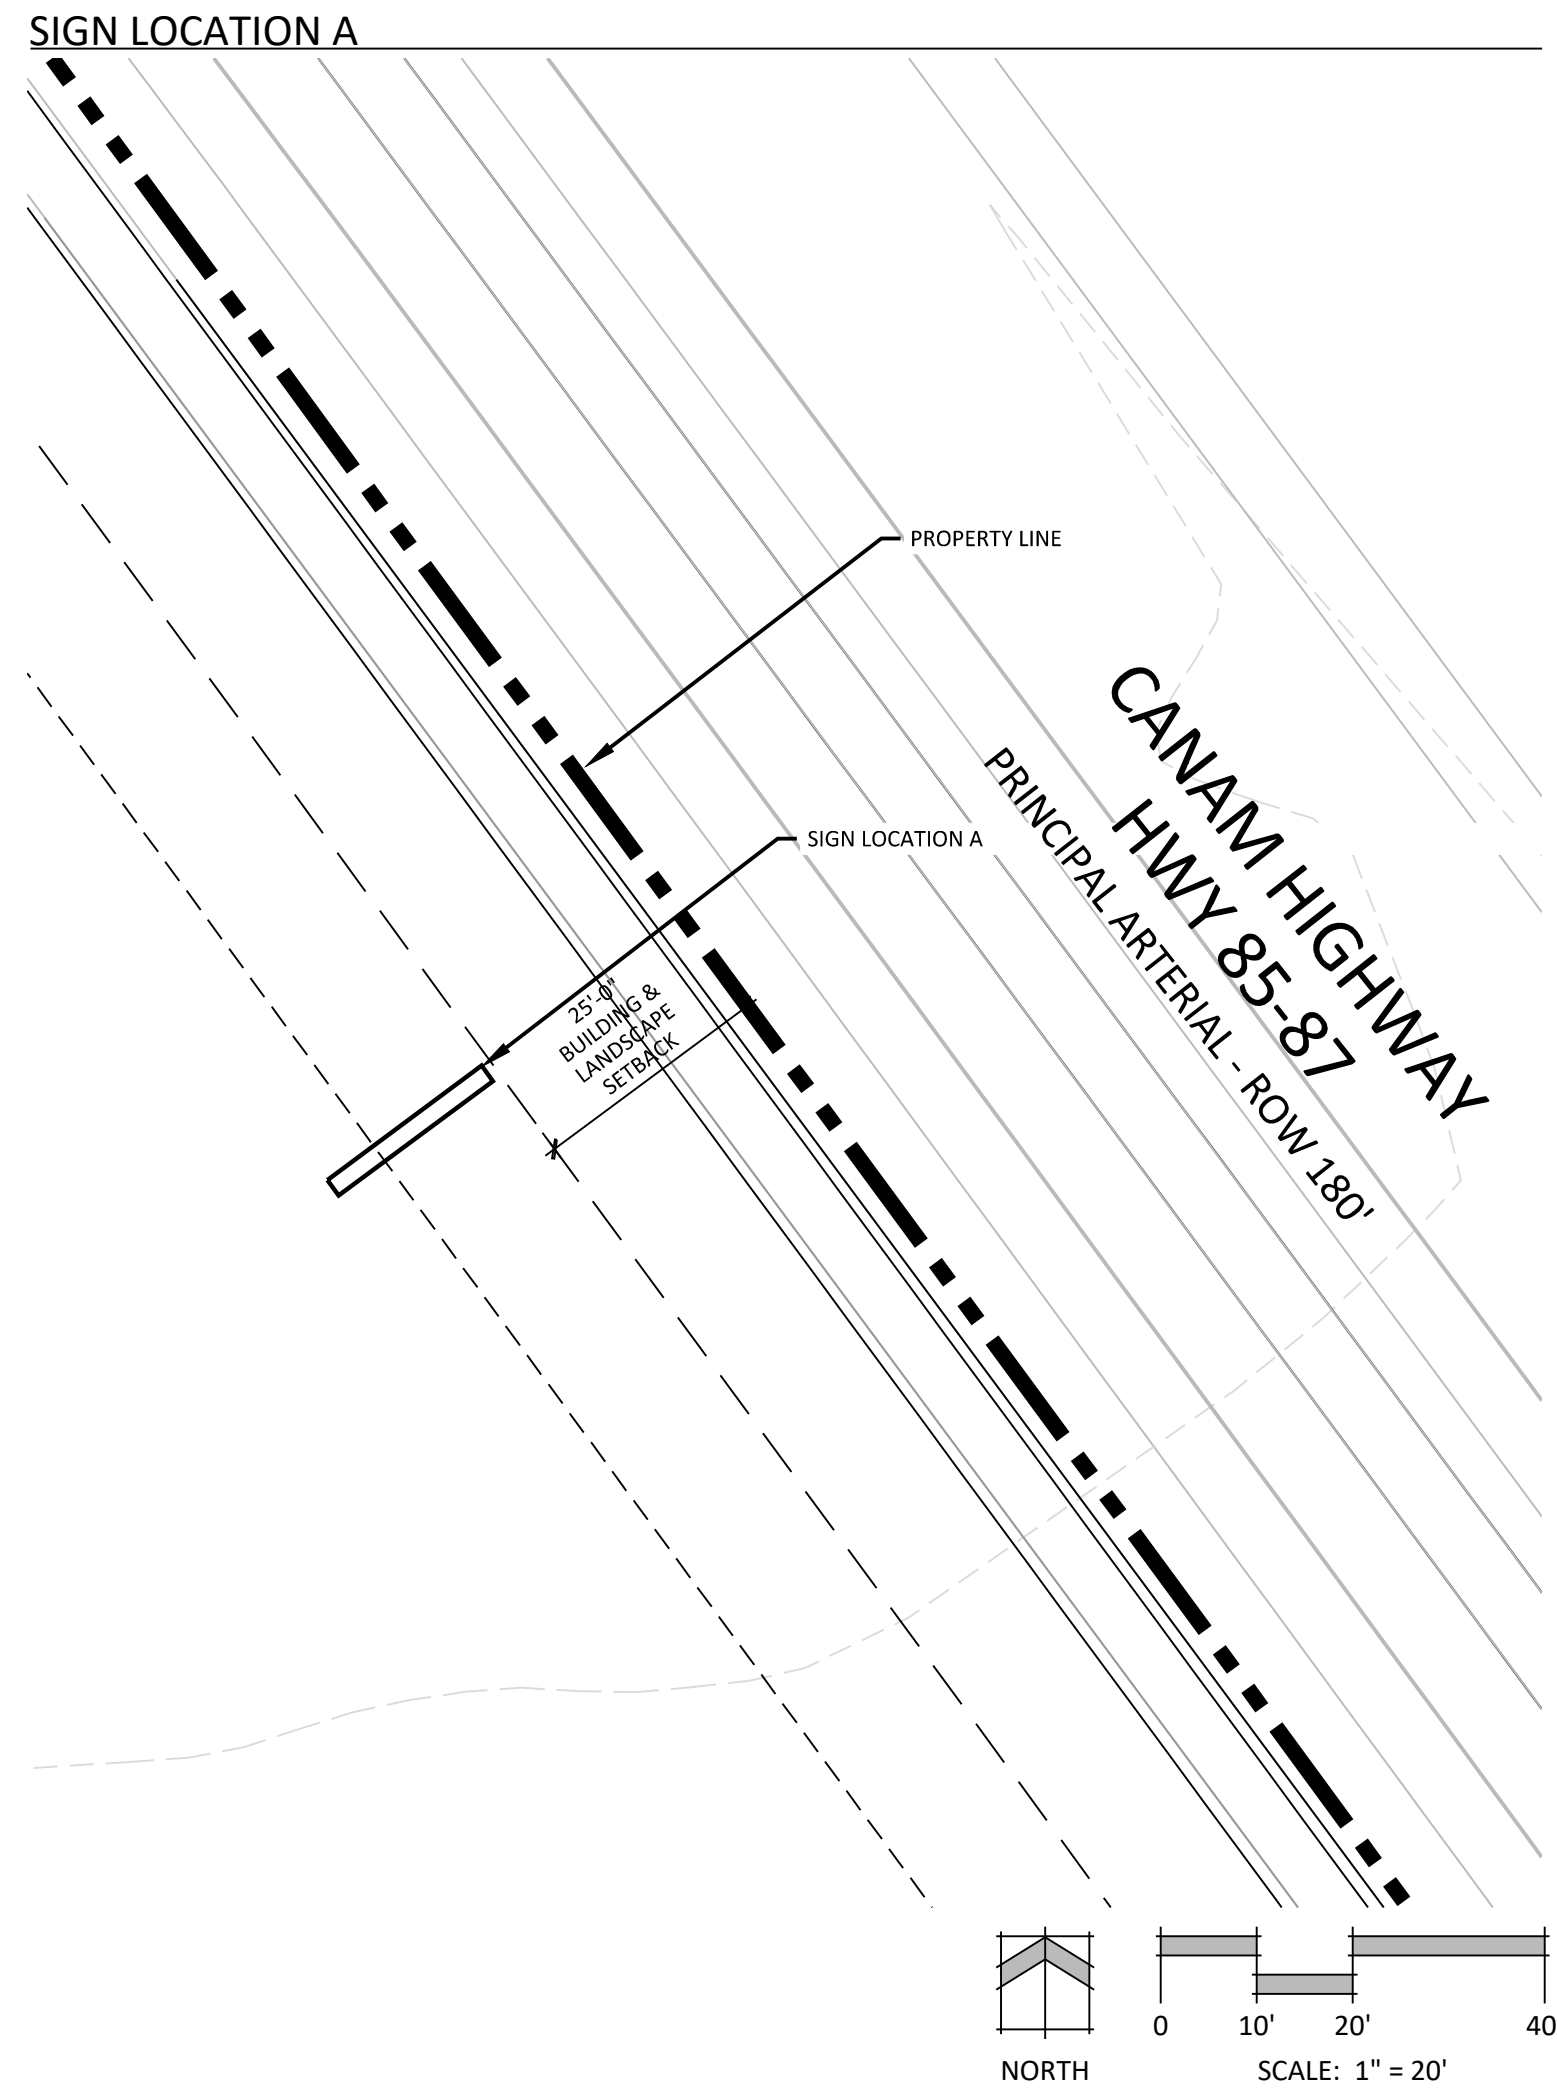 SIGN LOCATION A
PROPERTY LINE
CANAM HIGHWAY
HWY 85-87
PRINCIPAL ARTERIAL - ROW 180'
SIGN LOCATION A
25'-0"
BUILDING &
LANDSCAPE
SETBACK
0 10' 20' 40
NORTH
SCALE: 1" = 20'